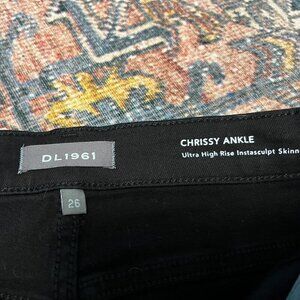 DL1961
CHRISSY ANKLE
Ultra High Rise Instasculpt Skinn
26